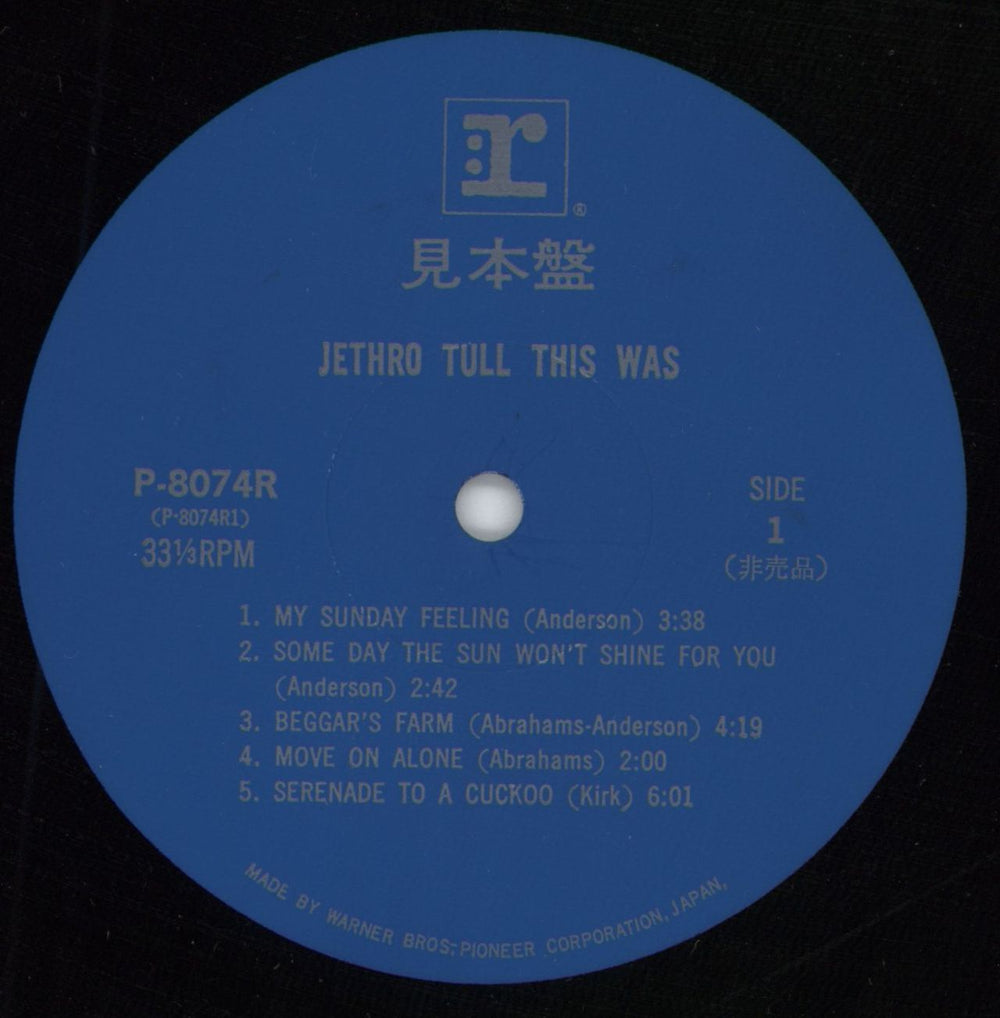 r
®
見本盤
JETHRO TULL THIS WAS
P-8074R
(P-8074R1)
33⅓RPM
SIDE
1
(非売品)
1. MY SUNDAY FEELING (Anderson) 3:38
2. SOME DAY THE SUN WON'T SHINE FOR YOU
(Anderson) 2:42
3. BEGGAR'S FARM (Abrahams-Anderson) 4:19
4. MOVE ON ALONE (Abrahams) 2:00
5. SERENADE TO A CUCKOO (Kirk) 6:01
MADE BY WARNER BROS.-PIONEER CORPORATION, JAPAN.